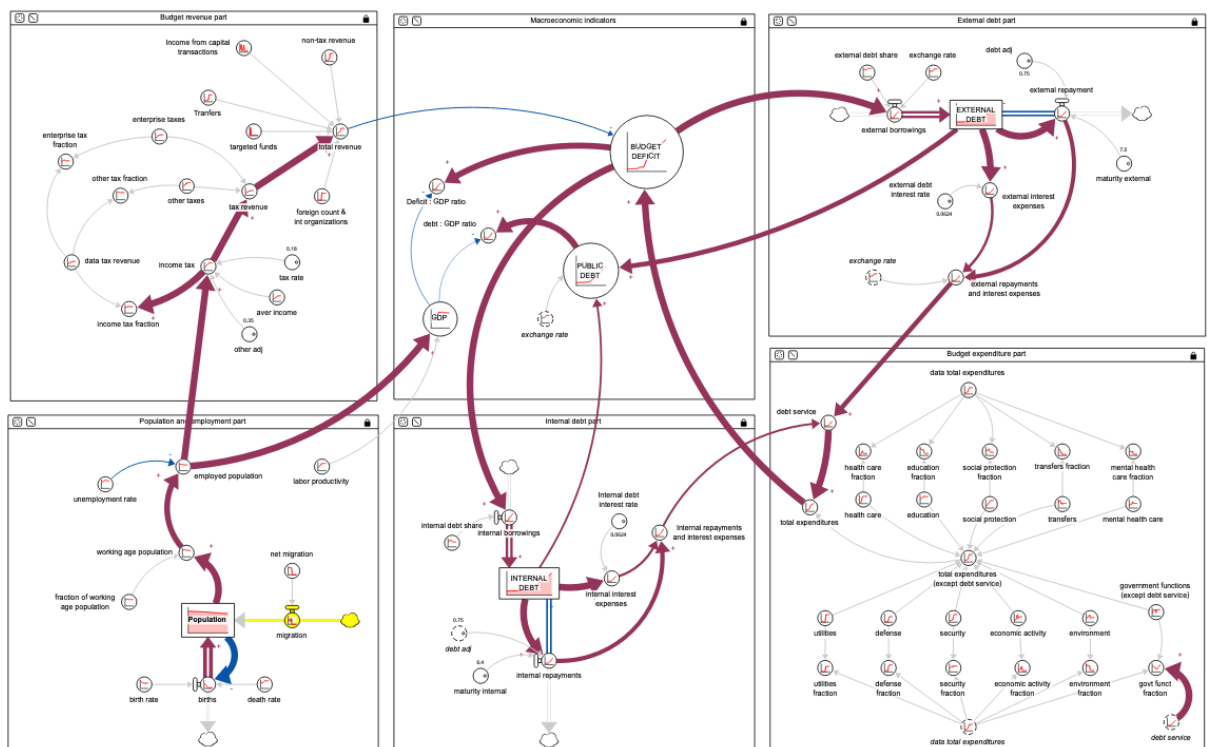 Budget revenue part
Income from capital
transactions
non-tax revenue
Tranfers
enterprise taxes
enterprise tax
fraction
targeted funds
total revenue
other tax fraction
other taxes
tax revenue
foreign count &
int organizations
data tax revenue
income tax
0.18
tax rate
aver income
income tax fraction
0.35
other adj
Macroeconomic indicators
BUDGET
DEFICIT
Deficit : GDP ratio
debt : GDP ratio
PUBLIC
DEBT
GDP
exchange rate
External debt part
external debt share
exchange rate
debt adj
0.75
external repayment
EXTERNAL
DEBT
external borrowings
7.5
maturity external
external debt
interest rate
0.0624
external interest
expenses
exchange rate
external repayments
and interest expenses
Population and employment part
employed population
labor productivity
unemployment rate
working age population
net migration
fraction of working
age population
Population
migration
birth rate
births
death rate
Internal debt part
Internal debt
interest rate
0.0624
internal debt share
internal borrowings
Internal repayments
and interest expenses
INTERNAL
DEBT
internal interest
expenses
0.75
debt adj
6.4
maturity internal
internal repayments
Budget expenditure part
data total expenditures
debt service
health care
fraction
education
fraction
social protection
fraction
transfers fraction
mental health
care fraction
total expenditures
health care
education
social protection
transfers
mental health care
total expenditures
(except debt service)
government functions
(except debt service)
utilities
defense
security
economic activity
environment
utilities
fraction
defense
fraction
security
fraction
economic activity
fraction
environment
fraction
govt funct
fraction
debt service
data total expenditures